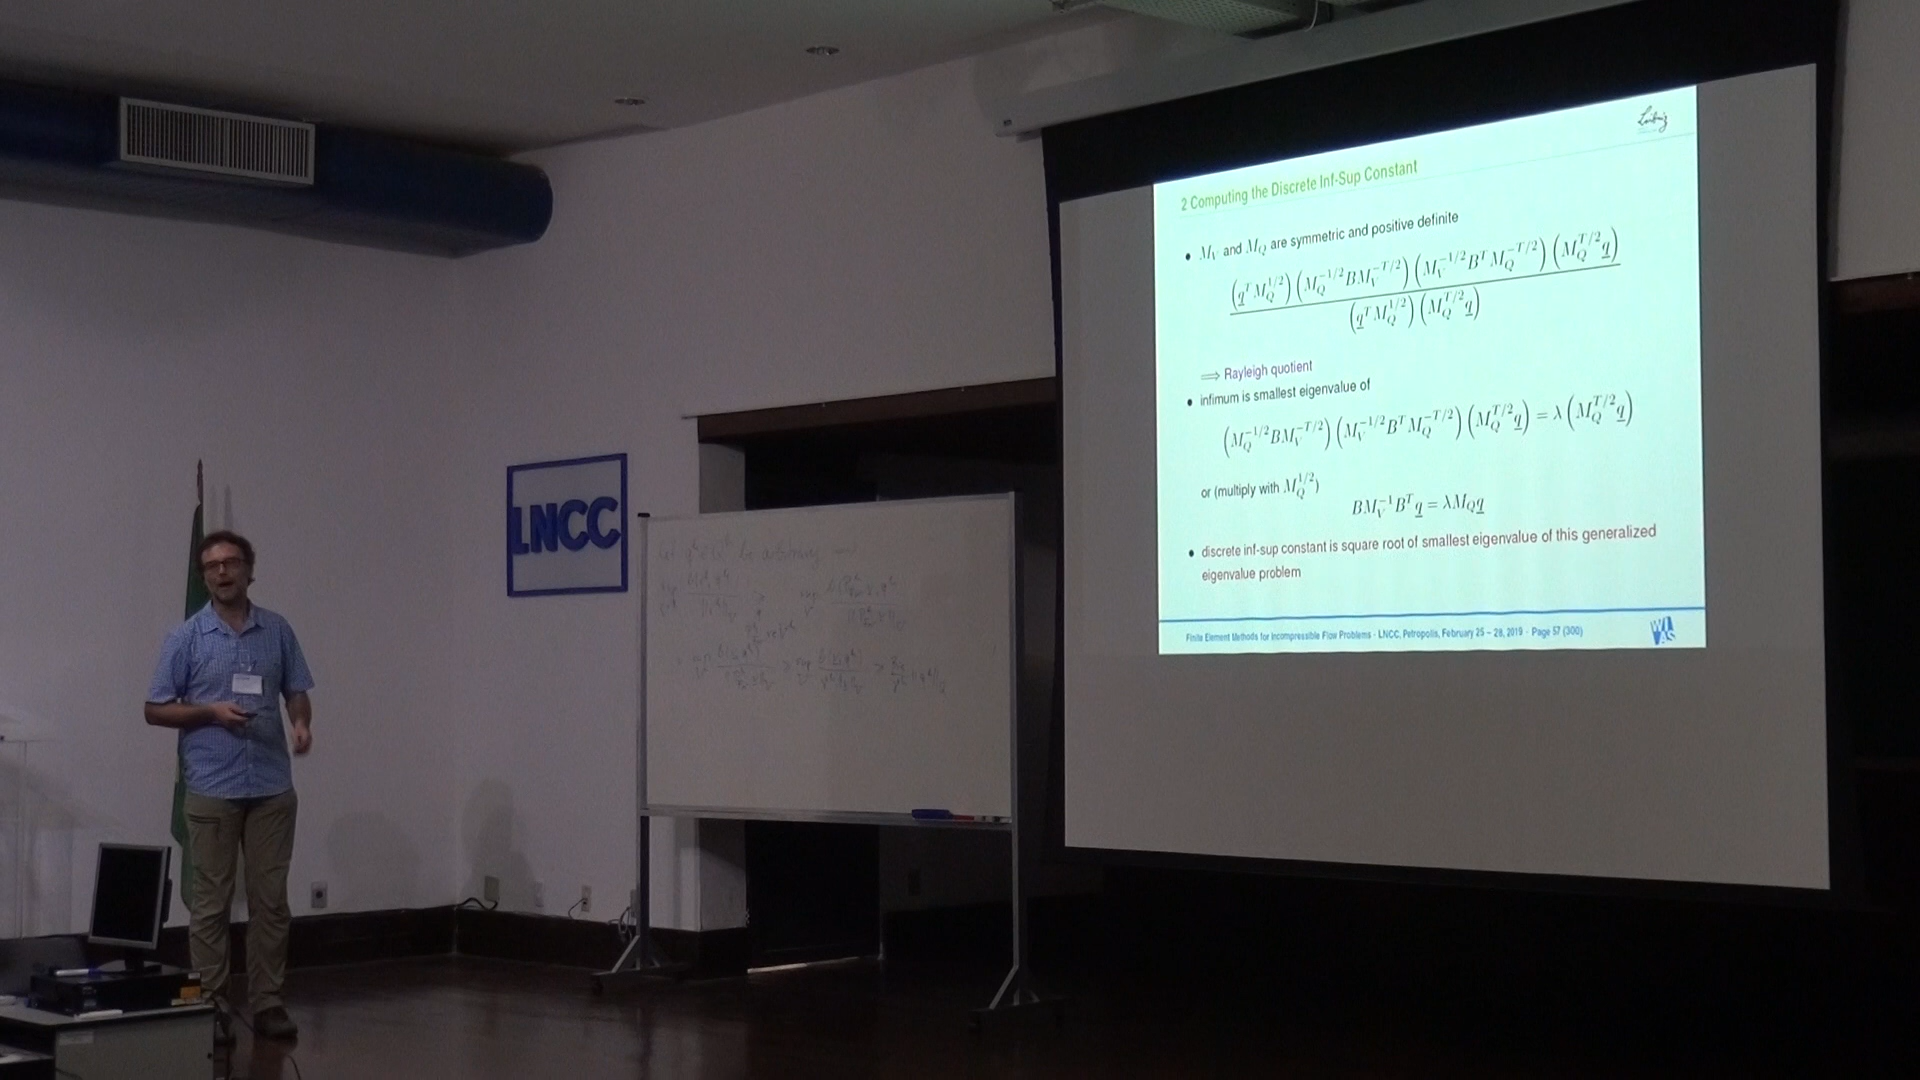 Leibniz
2 Computing the Discrete Inf-Sup Constant
• M_V and M_Q are symmetric and positive definite
(q^T M_Q^{1/2}) (M_Q^{-1/2} B M_V^{-T/2}) (M_V^{-1/2} B^T M_Q^{-T/2}) (M_Q^{T/2} q)
(q^T M_Q^{1/2}) (M_Q^{T/2} q)
⟹ Rayleigh quotient
• infimum is smallest eigenvalue of
(M_Q^{-1/2} B M_V^{-T/2}) (M_V^{-1/2} B^T M_Q^{-T/2}) (M_Q^{T/2} q) = λ (M_Q^{T/2} q)
or (multiply with M_Q^{1/2})
B M_V^{-1} B^T q = λ M_Q q
• discrete inf-sup constant is square root of smallest eigenvalue of this generalized
eigenvalue problem
Finite Element Methods for Incompressible Flow Problems · LNCC, Petropolis, February 25 – 28, 2019 · Page 57 (300)
WIAS
LNCC
be arbitrary